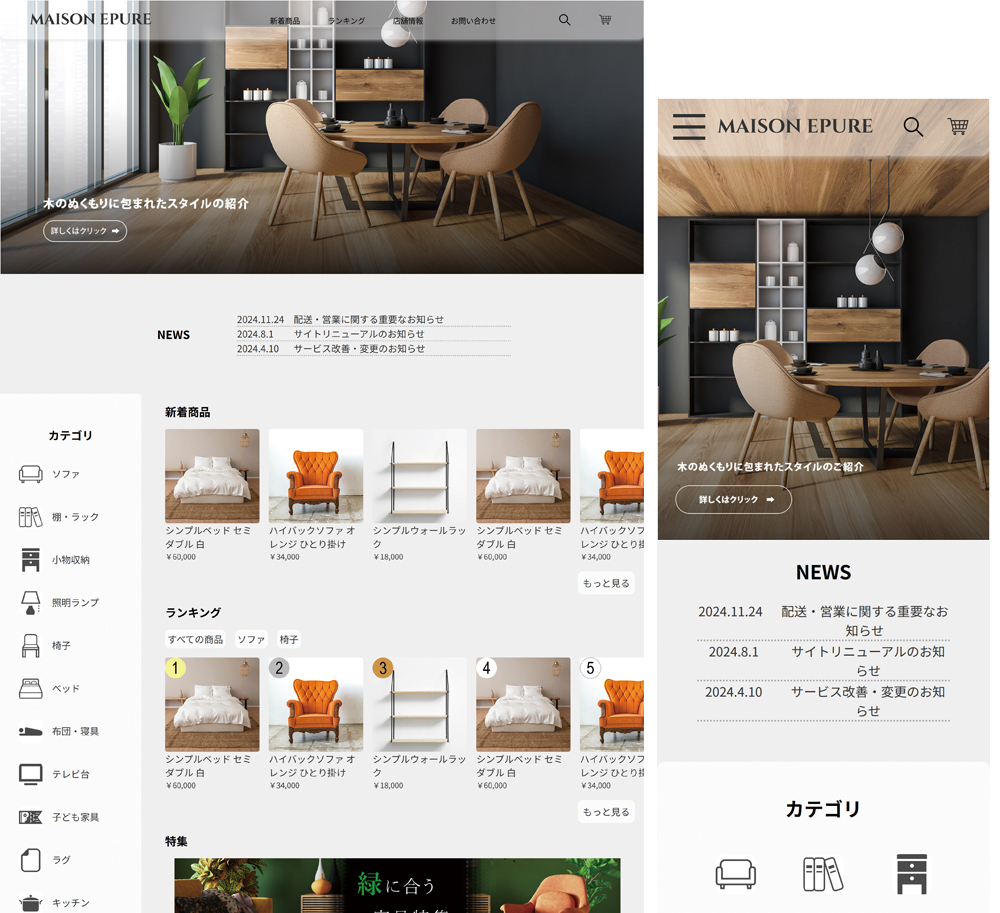 MAISON EPURE
新着商品 ランキング 店舗情報 お問い合わせ
木のぬくもりに包まれたスタイルの紹介
詳しくはクリック ➡
NEWS
2024.11.24 配送・営業に関する重要なお知らせ
2024.8.1 サイトリニューアルのお知らせ
2024.4.10 サービス改善・変更のお知らせ
カテゴリ
ソファ
棚・ラック
小物収納
照明ランプ
椅子
ベッド
布団・寝具
テレビ台
子ども家具
ラグ
キッチン
新着商品
シンプルベッド セミ
ダブル 白
¥60,000
ハイバックソファ オ
レンジ ひとり掛け
¥34,000
シンプルウォールラッ
ク
¥18,000
シンプルベッド セミ
ダブル 白
¥60,000
ハイバックソフ
レンジ ひとり掛
¥34,000
もっと見る
ランキング
すべての商品 ソファ 椅子
1
シンプルベッド セミ
ダブル 白
¥60,000
2
ハイバックソファ オ
レンジ ひとり掛け
¥34,000
3
シンプルウォールラッ
ク
¥18,000
4
シンプルベッド セミ
ダブル 白
¥60,000
5
ハイバックソフ
レンジ ひとり掛
¥34,000
もっと見る
特集
緑に合う
MAISON EPURE
木のぬくもりに包まれたスタイルのご紹介
詳しくはクリック ➡
NEWS
2024.11.24 配送・営業に関する重要なお
知らせ
2024.8.1 サイトリニューアルのお知
らせ
2024.4.10 サービス改善・変更のお知
らせ
カテゴリ